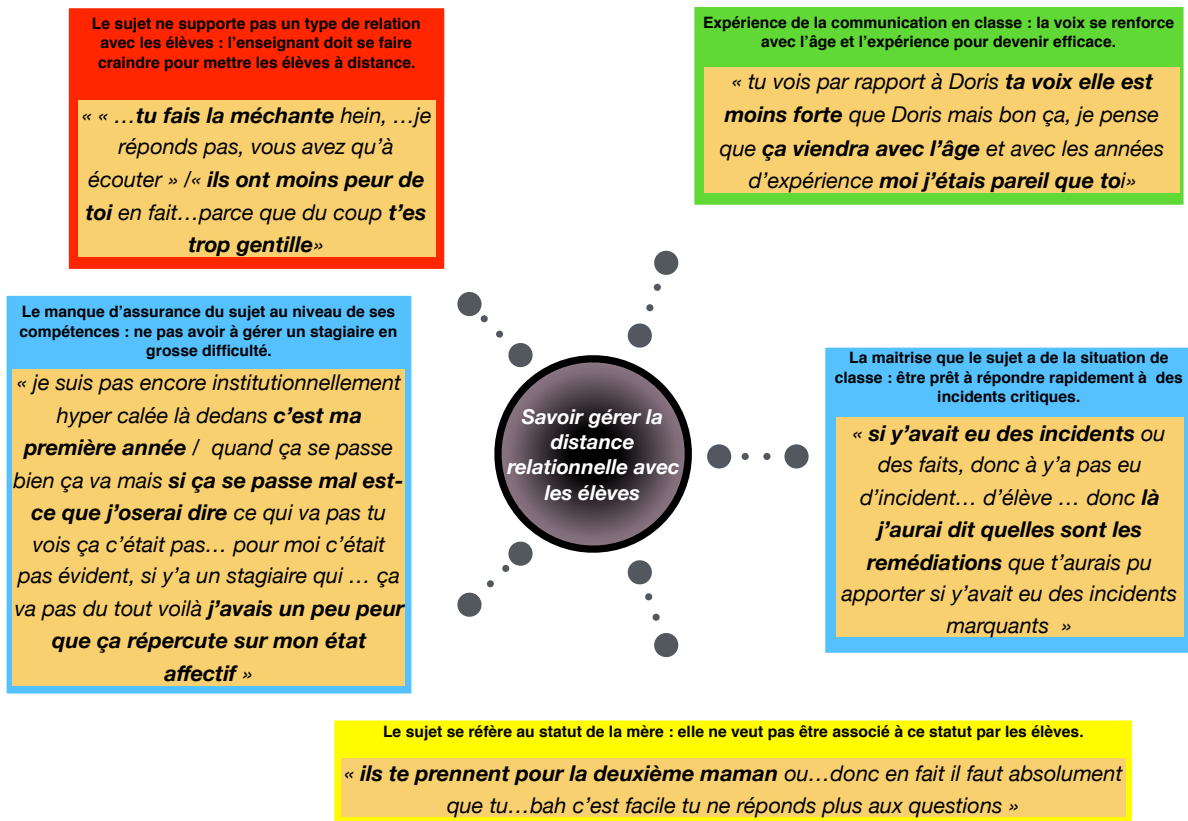 Le sujet ne supporte pas un type de relation
avec les élèves : l'enseignant doit se faire
craindre pour mettre les élèves à distance.
« « …tu fais la méchante hein, …je
réponds pas, vous avez qu'à
écouter » /« ils ont moins peur de
toi en fait…parce que du coup t'es
trop gentille»
Expérience de la communication en classe : la voix se renforce
avec l'âge et l'expérience pour devenir efficace.
« tu vois par rapport à Doris ta voix elle est
moins forte que Doris mais bon ça, je pense
que ça viendra avec l'âge et avec les années
d'expérience moi j'étais pareil que toi»
Le manque d'assurance du sujet au niveau de ses
compétences : ne pas avoir à gérer un stagiaire en
grosse difficulté.
« je suis pas encore institutionnellement
hyper calée là dedans c'est ma
première année / quand ça se passe
bien ça va mais si ça se passe mal est-
ce que j'oserai dire ce qui va pas tu
vois ça c'était pas… pour moi c'était
pas évident, si y'a un stagiaire qui … ça
va pas du tout voilà j'avais un peu peur
que ça répercute sur mon état
affectif »
Savoir gérer la
distance
relationnelle avec
les élèves
La maitrise que le sujet a de la situation de
classe : être prêt à répondre rapidement à des
incidents critiques.
« si y'avait eu des incidents ou
des faits, donc à y'a pas eu
d'incident… d'élève … donc là
j'aurai dit quelles sont les
remédiations que t'aurais pu
apporter si y'avait eu des incidents
marquants »
Le sujet se réfère au statut de la mère : elle ne veut pas être associé à ce statut par les élèves.
« ils te prennent pour la deuxième maman ou…donc en fait il faut absolument
que tu…bah c'est facile tu ne réponds plus aux questions »